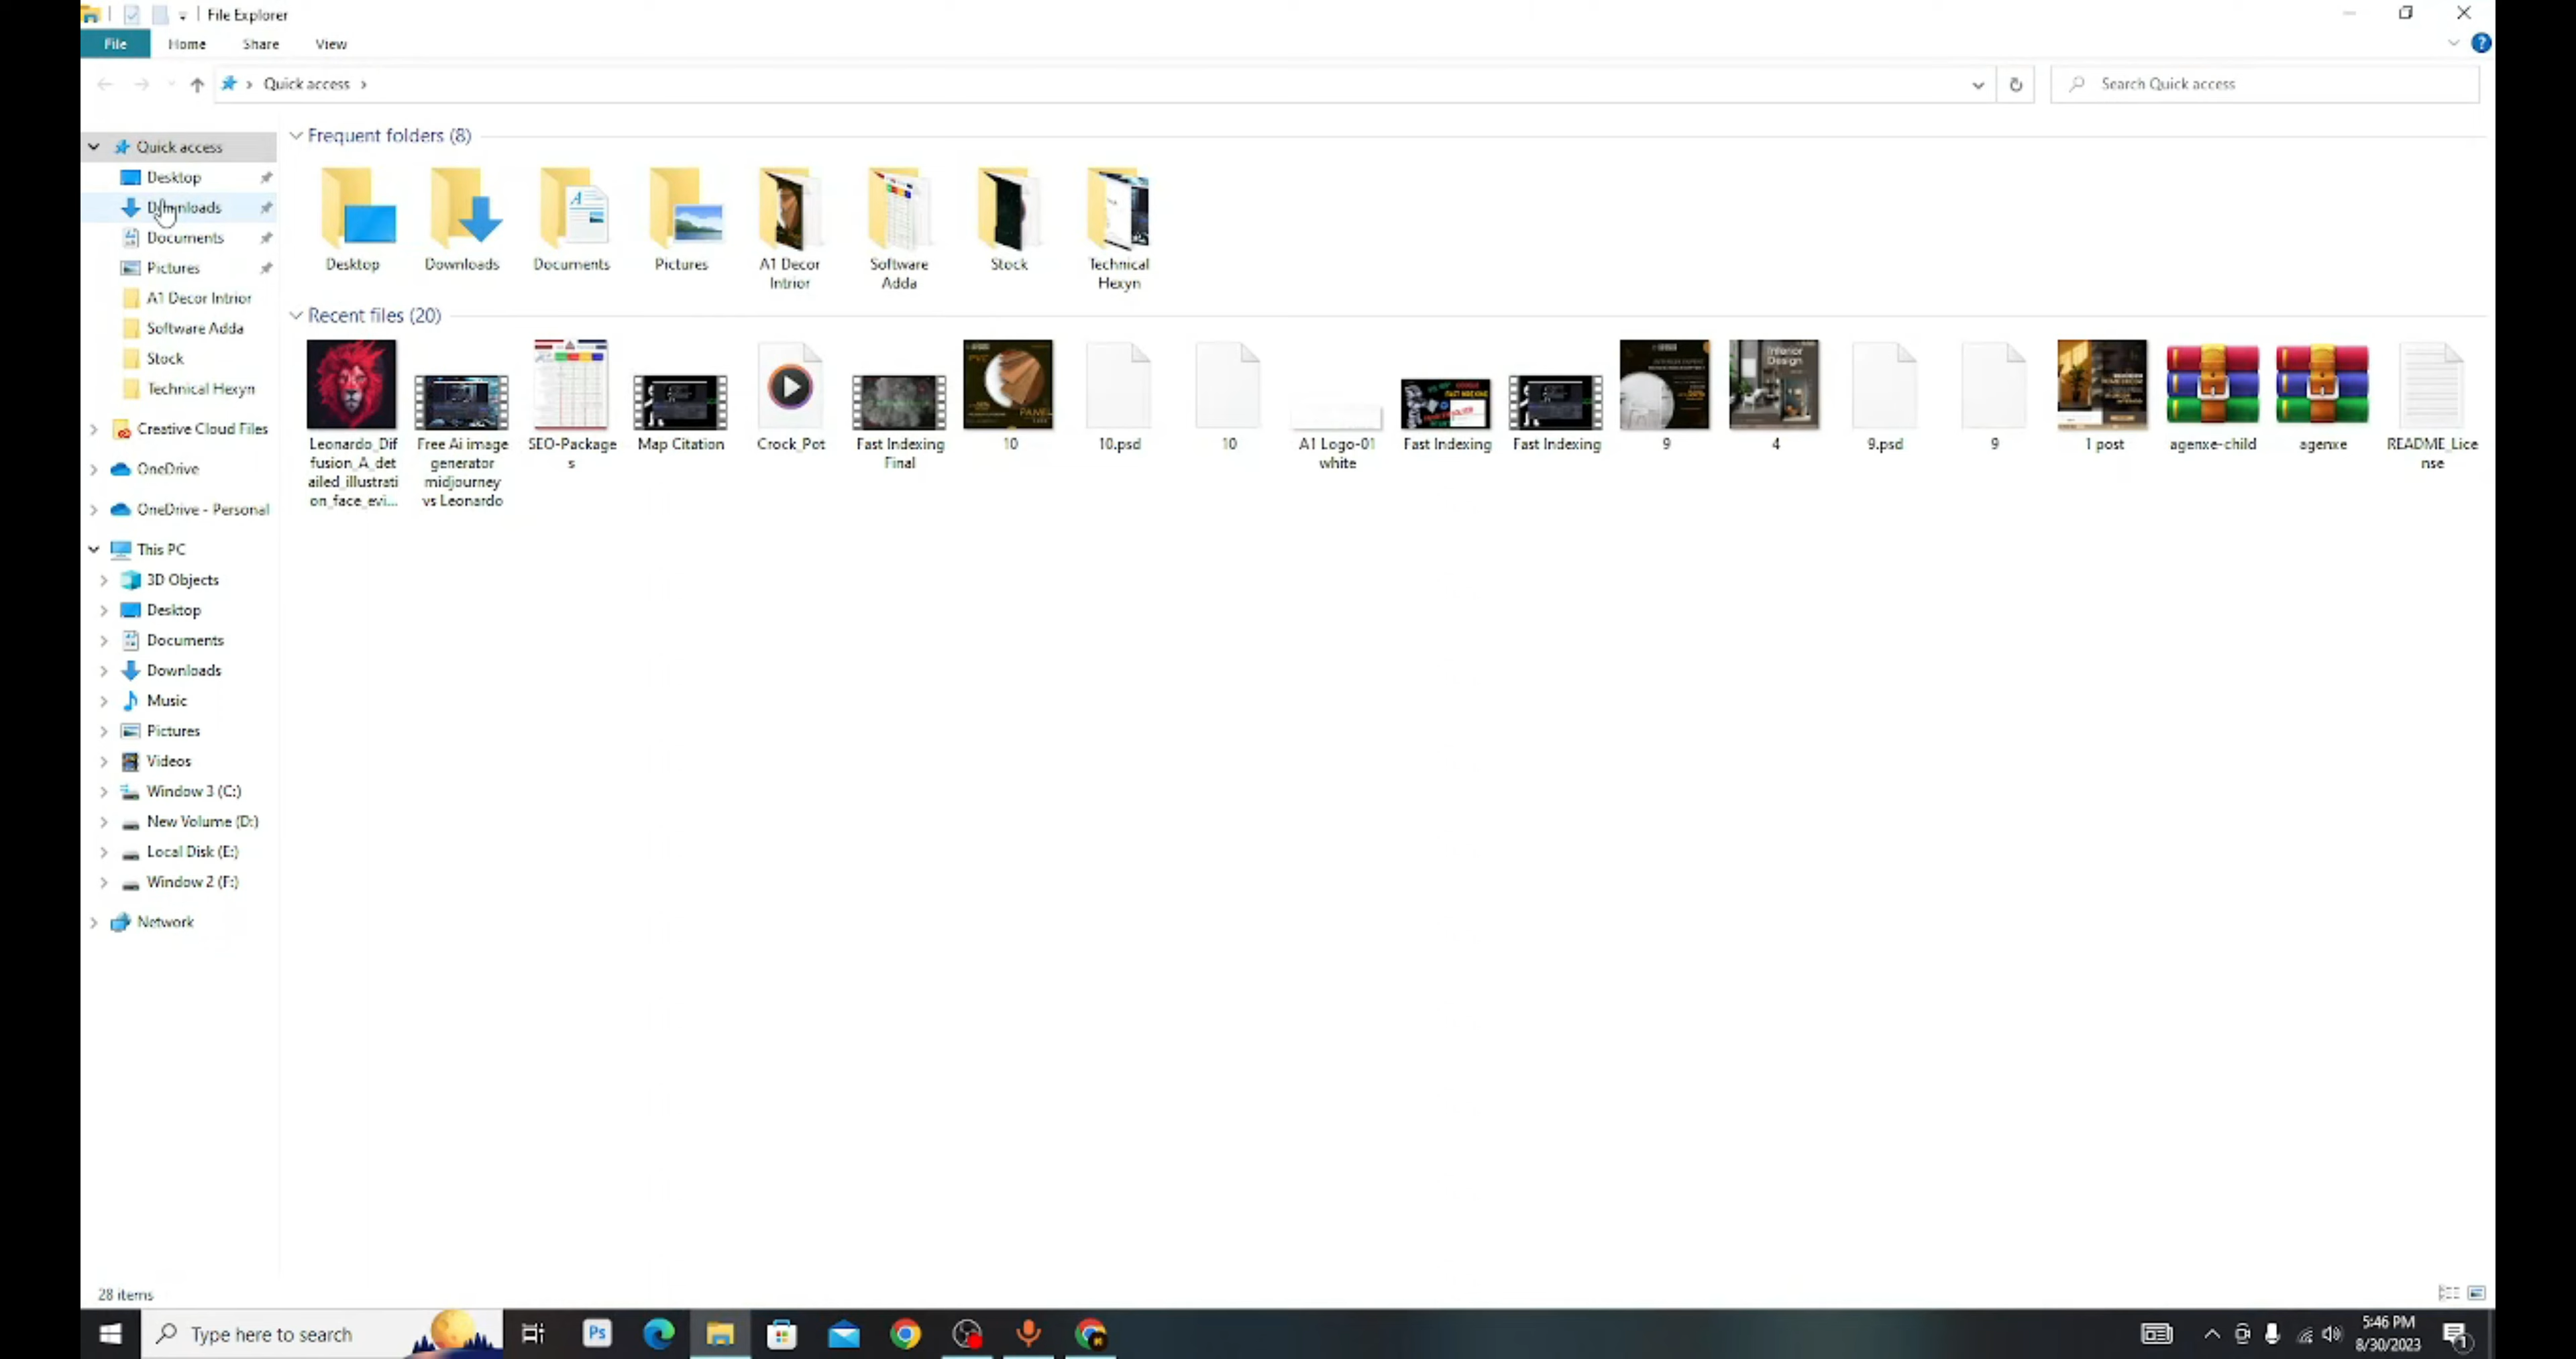 File Explorer
File Home Share View
Quick access
Search Quick access
Quick access
Desktop
Downloads
Documents
Pictures
A1 Decor Intrior
Software Adda
Stock
Technical Hexyn
Creative Cloud Files
OneDrive
OneDrive - Personal
This PC
3D Objects
Desktop
Documents
Downloads
Music
Pictures
Videos
Window 3 (C:)
New Volume (D:)
Local Disk (E:)
Window 2 (F:)
Network
Frequent folders (8)
Desktop
Downloads
Documents
Pictures
A1 Decor
Intrior
Software
Adda
Stock
Technical
Hexyn
Recent files (20)
Leonardo_Dif
fusion_A_det
ailed_illustrati
on_face_evi...
Free Ai image
generator
midjourney
vs Leonardo
SEO-Package
s
Map Citation
Crock_Pot
Fast Indexing
Final
10
10.psd
10
A1 Logo-01
white
Fast Indexing
Fast Indexing
9
Interior
Design
4
9.psd
9
1 post
agenxe-child
agenxe
README_Lice
nse
28 items
Type here to search
Ps
5:46 PM
8/30/2023
1